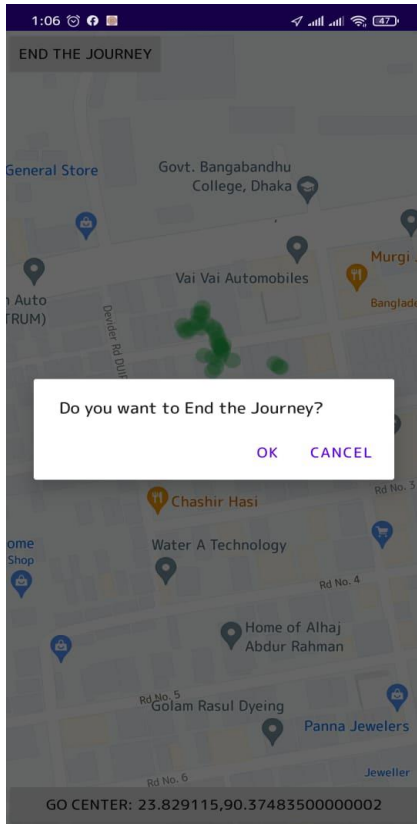 1:06
47
END THE JOURNEY
General Store
Govt. Bangabandhu
College, Dhaka
Murgi
Vai Vai Automobiles
Auto
TRUM)
Banglade
Devider Rd DUIP
Do you want to End the Journey?
OK CANCEL
Rd No. 3
Chashir Hasi
ome
Shop
Water A Technology
Rd No. 4
Home of Alhaj
Abdur Rahman
Rd No. 5
Golam Rasul Dyeing
Panna Jewelers
Jeweller
Rd No. 6
GO CENTER: 23.829115,90.37483500000002